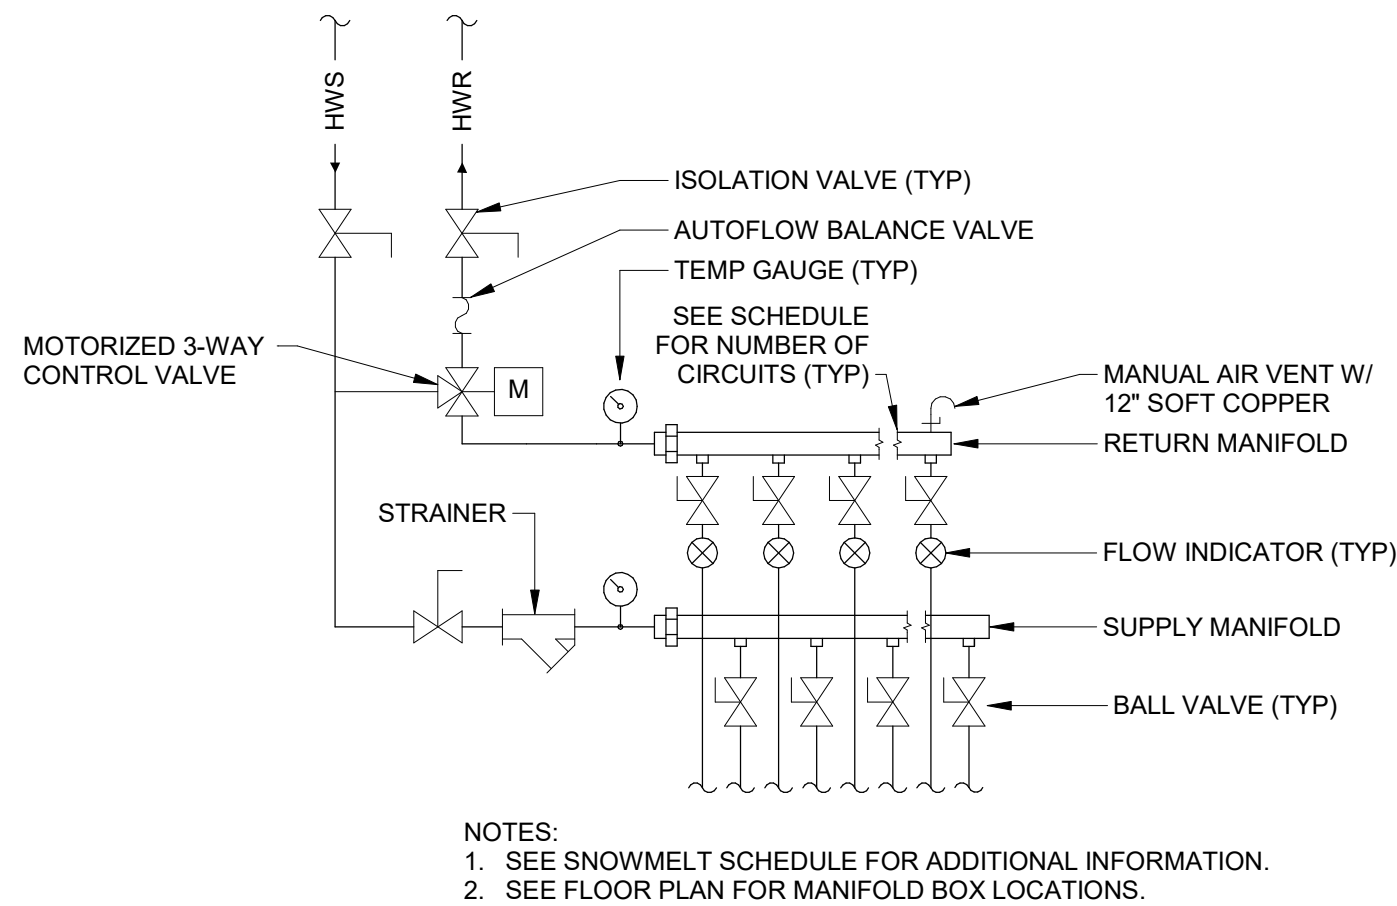 HWS
HWR
ISOLATION VALVE (TYP)
AUTOFLOW BALANCE VALVE
TEMP GAUGE (TYP)
SEE SCHEDULE
FOR NUMBER OF
CIRCUITS (TYP)
MOTORIZED 3-WAY
CONTROL VALVE
M
MANUAL AIR VENT W/
12" SOFT COPPER
RETURN MANIFOLD
STRAINER
FLOW INDICATOR (TYP)
SUPPLY MANIFOLD
BALL VALVE (TYP)
NOTES:
1. SEE SNOWMELT SCHEDULE FOR ADDITIONAL INFORMATION.
2. SEE FLOOR PLAN FOR MANIFOLD BOX LOCATIONS.